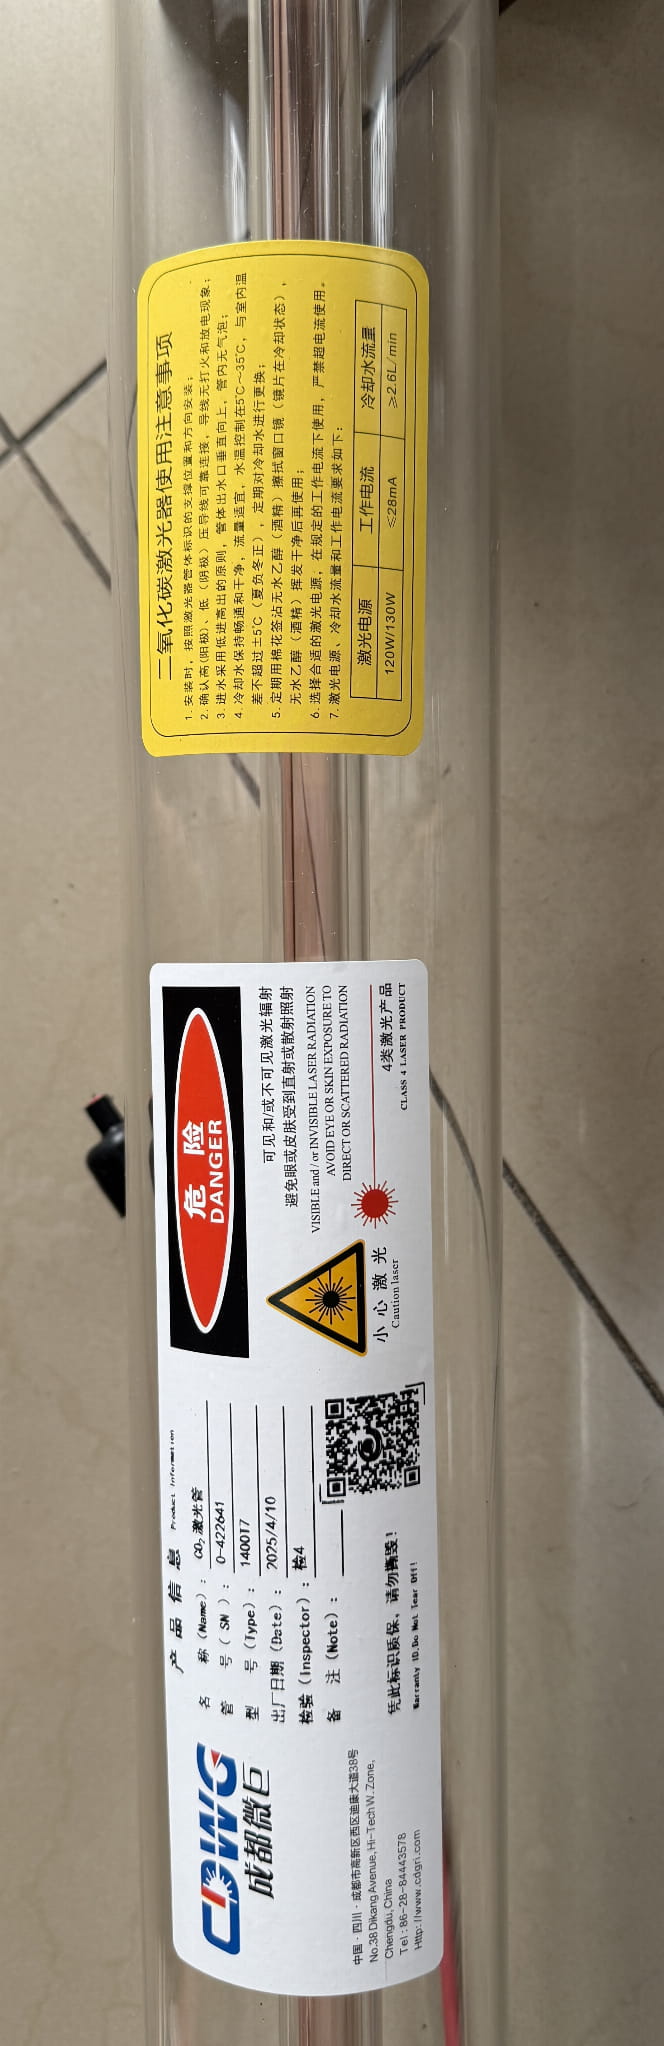 二氧化碳激光器使用注意事项
1. 安装时，按照激光器管体标识的支撑位置和方向安装；
2. 确认高(阳极)、低（阴极）压导线可靠连接，导线无打火和放电现象；
3. 进水采用低进高出的原则，管体出水口垂直向上，管内无气泡；
4. 冷却水保持畅通和干净，流量适宜，水温控制在5℃～35℃，与室内温
差不超过±5℃（夏负冬正），定期对冷却水进行更换；
5. 定期用棉花签沾无水乙醇（酒精）擦拭窗口镜（镜片在冷却状态），
无水乙醇（酒精）挥发干净后再使用；
6. 选择合适的激光电源，在规定的工作电流下使用，严禁超电流使用。
7. 激光电源、冷却水流量和工作电流要求如下：
激光电源 工作电流 冷却水流量
120W/130W ≤28mA ≥2.6L/min
CDWG
成都微巨
中国·四川·成都市高新区西区迪康大道38号
No.38 Dikang Avenue, Hi-Tech W. Zone,
Chengdu, China
Tel: 86-28-84443578
Http://www.cdgri.com
产品信息 Product Information
名 称 (Name): CO₂激光管
管 号 ( SN ): 0-422641
型 号 (Type): 1400T7
出厂日期 (Date): 2025/4/10
检验 (Inspector): 检4
备 注 (Note):
凭此标识质保，请勿撕毁!
Warranty ID,Do Not Tear Off!
危险
DANGER
可见和/或不可见激光辐射
避免眼或皮肤受到直射或散射照射
VISIBLE and / or INVISIBLE LASER RADIATION
AVOID EYE OR SKIN EXPOSURE TO
DIRECT OR SCATTERED RADIATION
小心激光
Caution laser
4类激光产品
CLASS 4 LASER PRODUCT